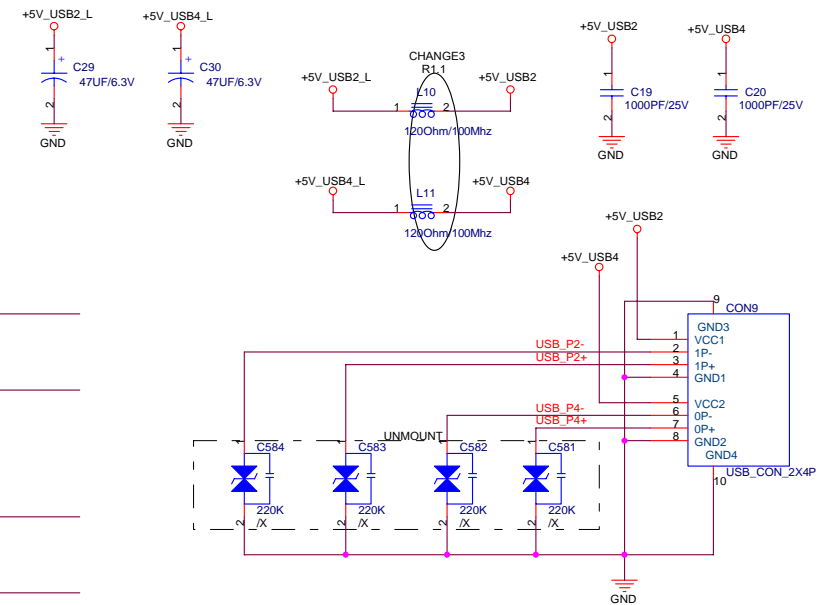 +5V_USB2_L
1
+
C29
47UF/6.3V
2
GND
+5V_USB4_L
1
+
C30
47UF/6.3V
2
GND
CHANGE3
R1.1
+5V_USB2_L
L10
+5V_USB2
1
2
120Ohm/100Mhz
+5V_USB4_L
L11
+5V_USB4
1
2
120Ohm/100Mhz
+5V_USB2
1
C19
1000PF/25V
2
GND
+5V_USB4
1
C20
1000PF/25V
2
GND
+5V_USB2
+5V_USB4
9
CON9
GND3
1 VCC1
USB_P2- 2 1P-
USB_P2+ 3 1P+
4 GND1
5 VCC2
USB_P4- 6 0P-
USB_P4+ 7 0P+
8 GND2
GND4
USB_CON_2X4P
10
UNMOUNT
1
C584
220K
2
/X
1
C583
220K
2
/X
1
C582
220K
2
/X
1
C581
220K
2
/X
GND